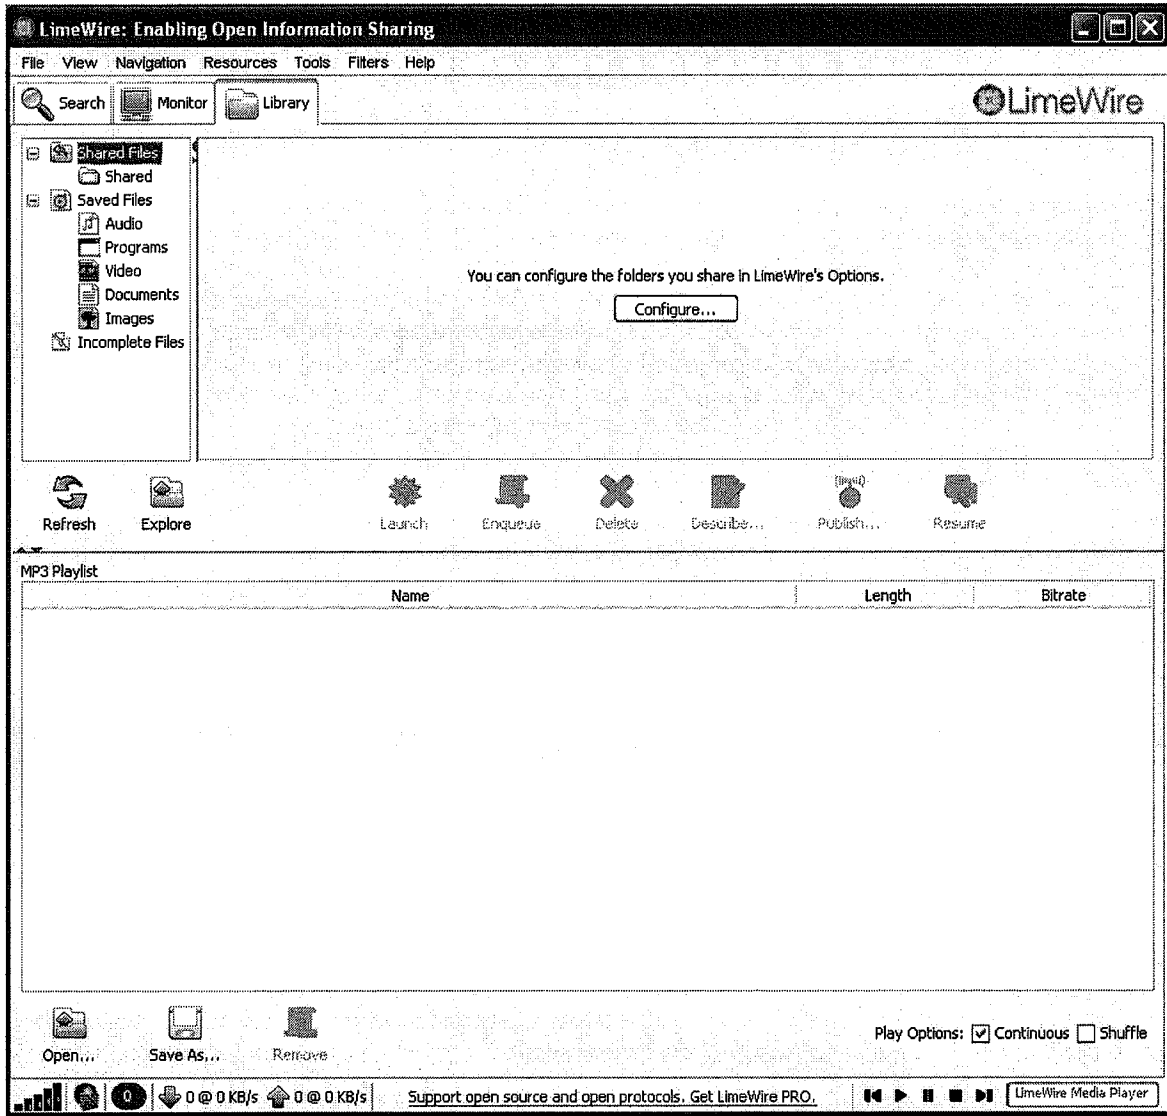 LimeWire: Enabling Open Information Sharing
File View Navigation Resources Tools Filters Help
Search Monitor Library LimeWire
Shared Files
Shared
Saved Files
Audio
Programs
Video
Documents
Images
Incomplete Files
You can configure the folders you share in LimeWire's Options.
Configure...
Refresh Explore Launch Enqueue Delete Describe... Publish... Resume
MP3 Playlist
Name Length Bitrate
Open... Save As... Remove Play Options: Continuous Shuffle
0 0 @ 0 KB/s 0 @ 0 KB/s Support open source and open protocols. Get LimeWire PRO. LimeWire Media Player